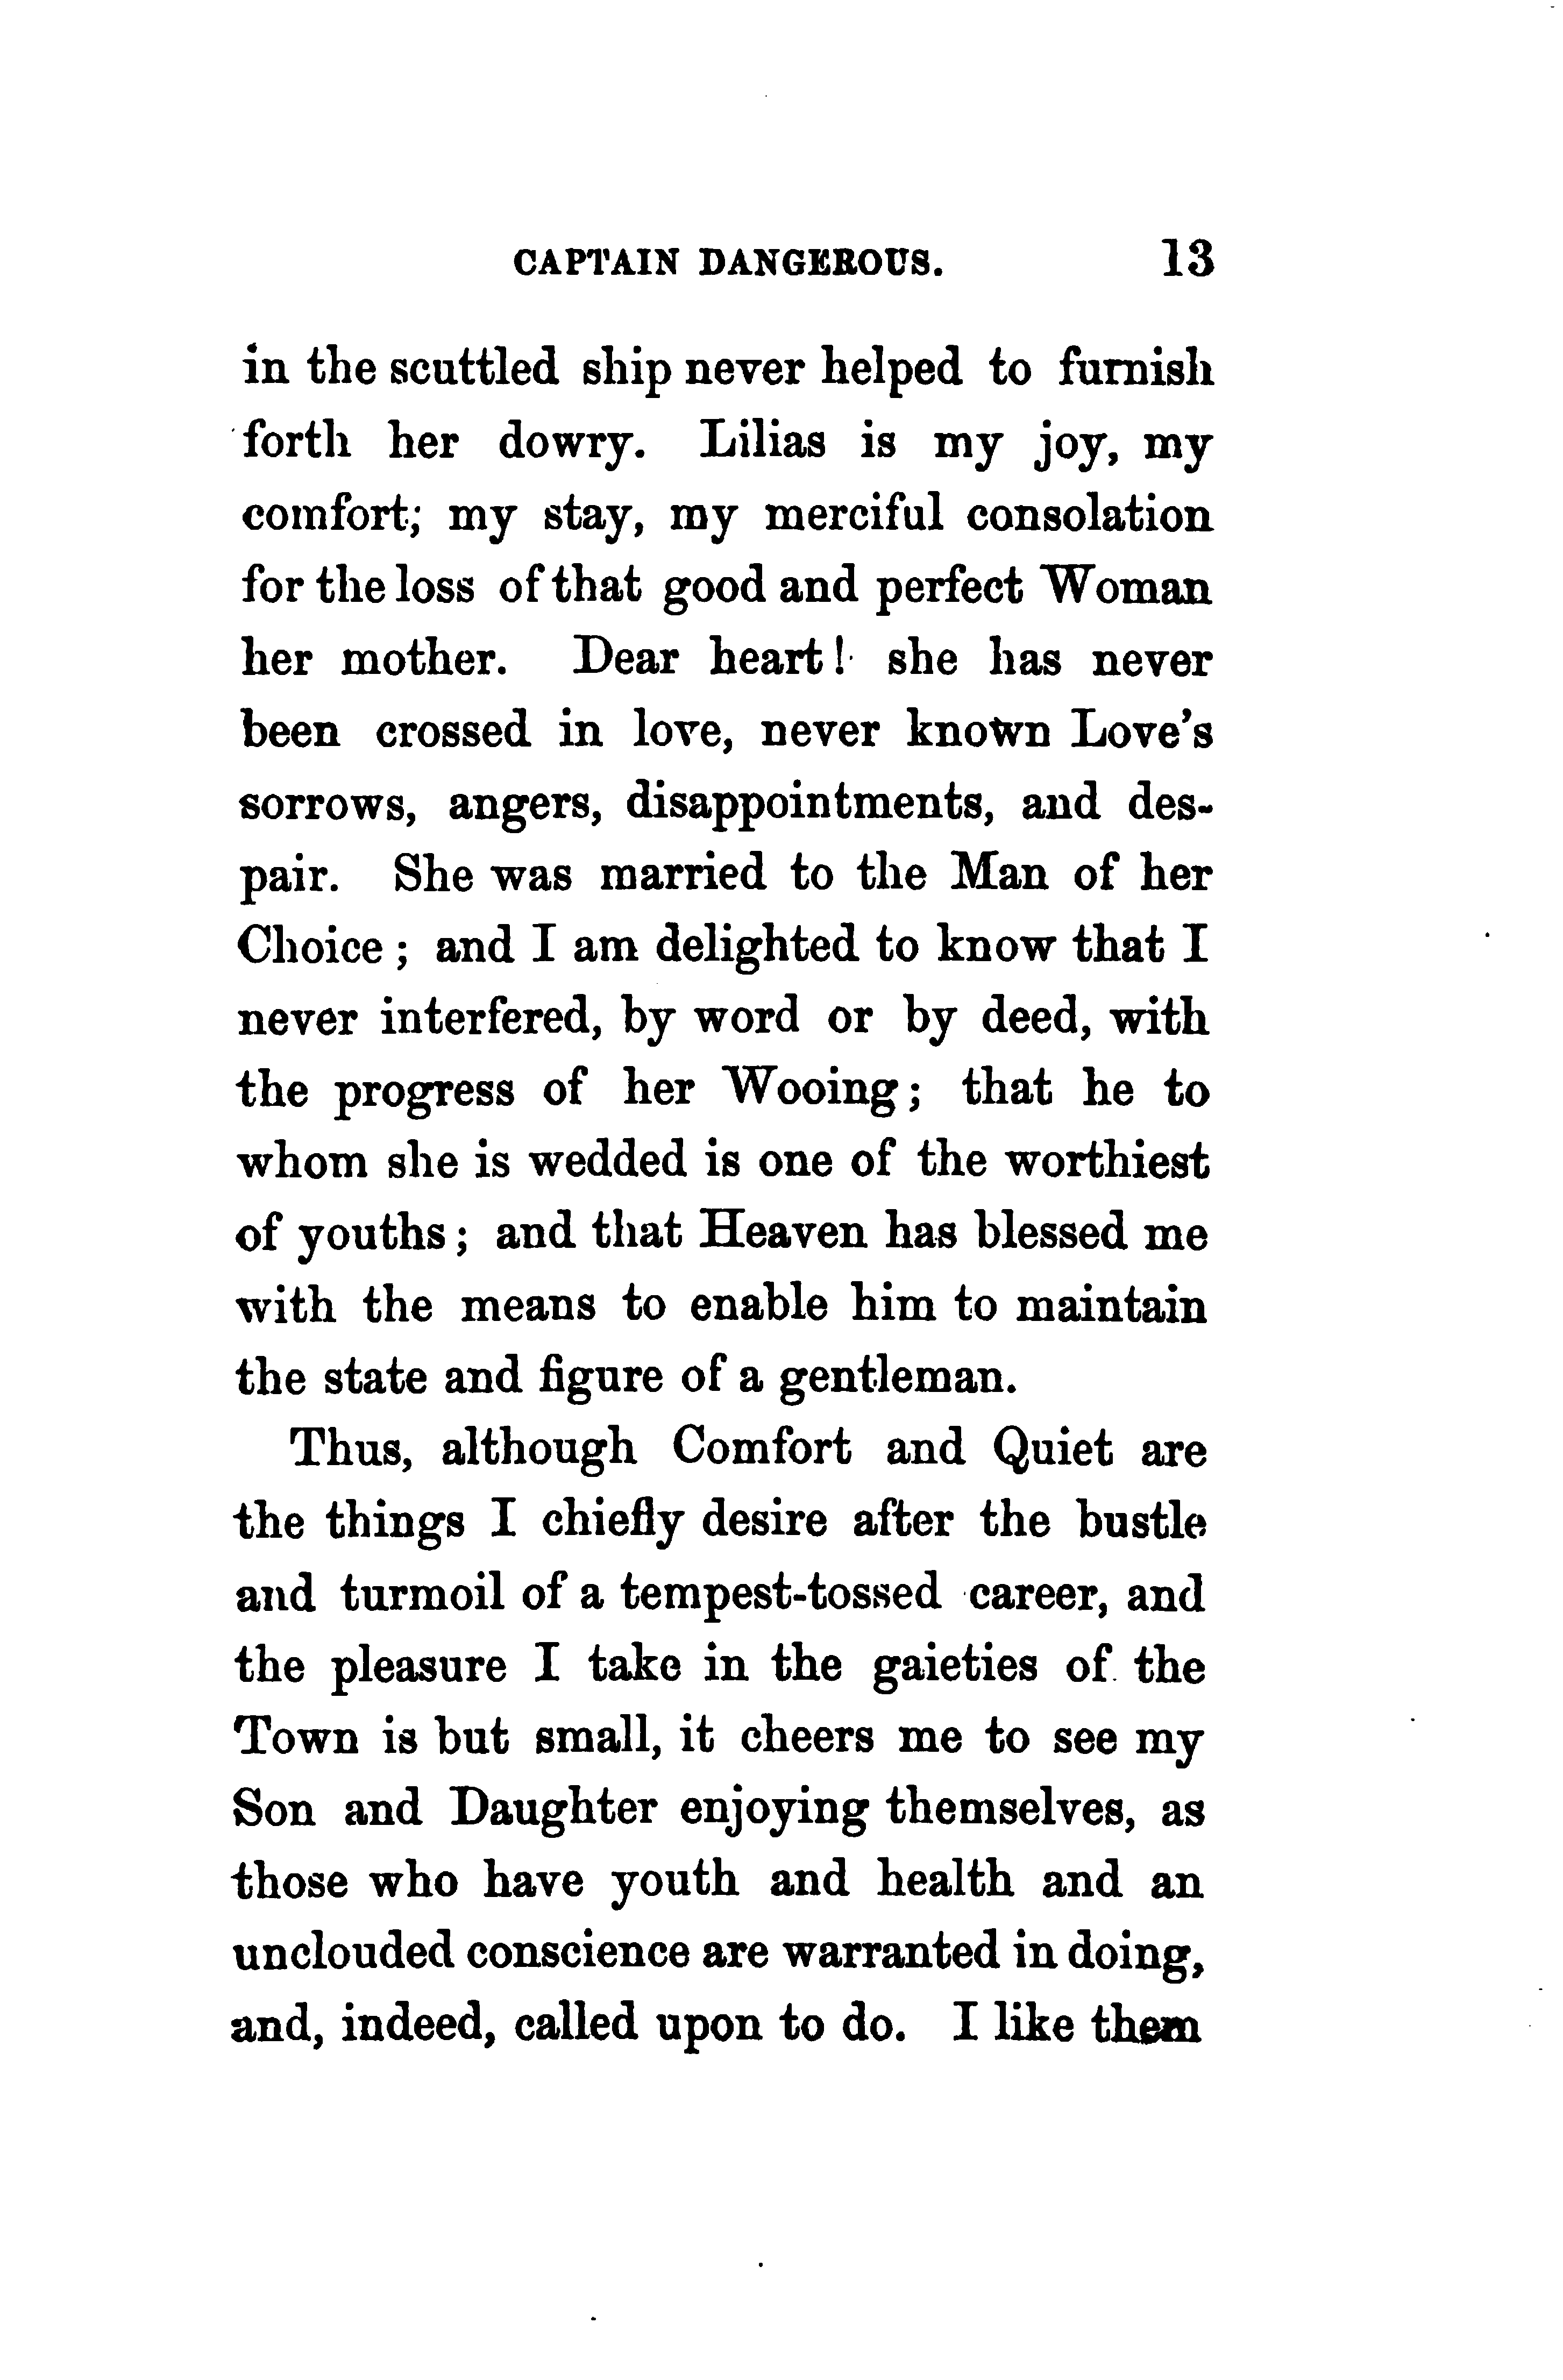 CAPTAIN DANGEROUS. 13
in the scuttled ship never helped to furnish
forth her dowry. Lilias is my joy, my
comfort; my stay, my merciful consolation
for the loss of that good and perfect Woman
her mother. Dear heart! she has never
been crossed in love, never known Love's
sorrows, angers, disappointments, and des-
pair. She was married to the Man of her
Choice; and I am delighted to know that I
never interfered, by word or by deed, with
the progress of her Wooing; that he to
whom she is wedded is one of the worthiest
of youths; and that Heaven has blessed me
with the means to enable him to maintain
the state and figure of a gentleman.
Thus, although Comfort and Quiet are
the things I chiefly desire after the bustle
and turmoil of a tempest-tossed career, and
the pleasure I take in the gaieties of the
Town is but small, it cheers me to see my
Son and Daughter enjoying themselves, as
those who have youth and health and an
unclouded conscience are warranted in doing,
and, indeed, called upon to do. I like them